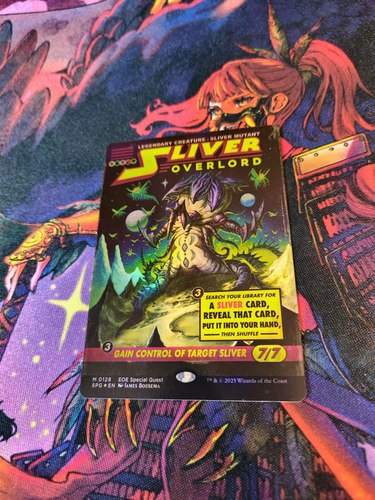 LEGENDARY CREATURE - SLIVER MUTANT
SLIVER
OVERLORD
3
SEARCH YOUR LIBRARY FOR
A SLIVER CARD,
REVEAL THAT CARD,
PUT IT INTO YOUR HAND,
THEN SHUFFLE
3
GAIN CONTROL OF TARGET SLIVER
7/7
M 0128 EOE Special Guest
SPG ★ EN James Bousema
™ & © 2025 Wizards of the Coast